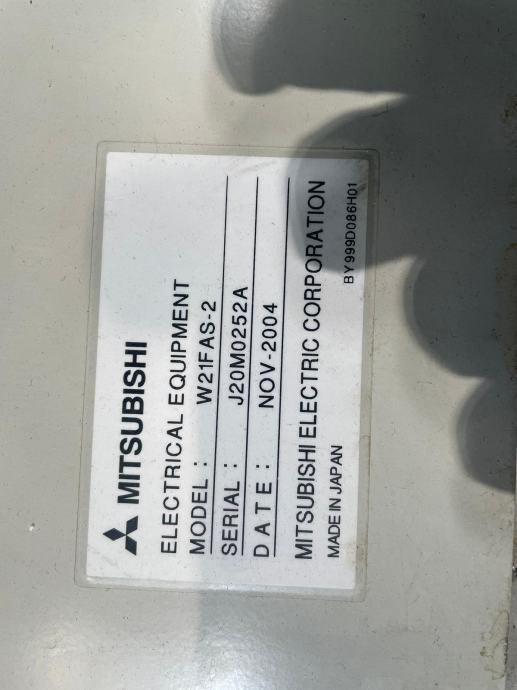 MITSUBISHI
ELECTRICAL EQUIPMENT
MODEL : W21FAS-2
SERIAL : J20M0252A
DATE : NOV-2004
MITSUBISHI ELECTRIC CORPORATION
MADE IN JAPAN
BY999D086H01